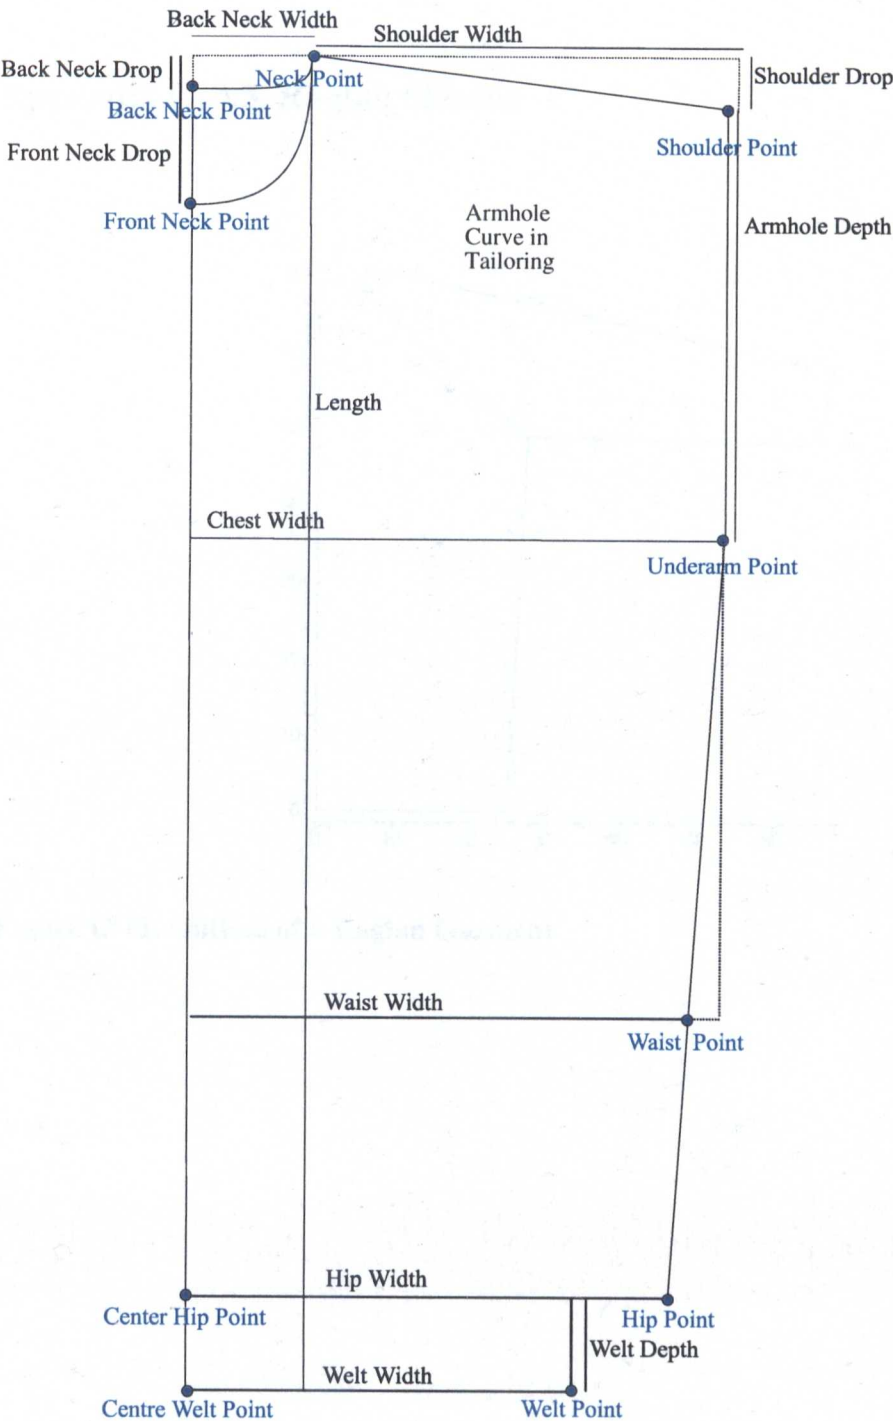 Back Neck Width
Shoulder Width
Back Neck Drop
Neck Point
Shoulder Drop
Back Neck Point
Front Neck Drop
Shoulder Point
Front Neck Point
Armhole
Curve in
Tailoring
Armhole Depth
Length
Chest Width
Underarm Point
Waist Width
Waist Point
Hip Width
Center Hip Point
Hip Point
Welt Depth
Welt Width
Centre Welt Point
Welt Point